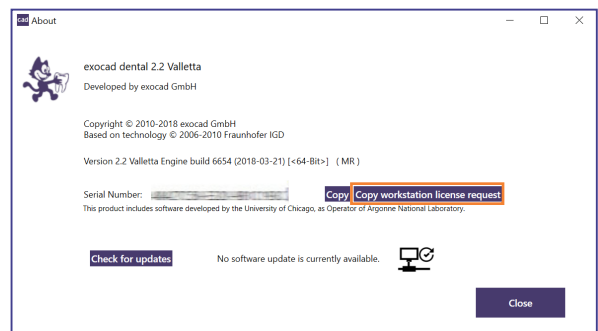 cad About
exocad dental 2.2 Valletta
Developed by exocad GmbH
Copyright © 2010-2018 exocad GmbH
Based on technology © 2006-2010 Fraunhofer IGD
Version 2.2 Valletta Engine build 6654 (2018-03-21) [<64-Bit>] ( MR )
Serial Number: Copy Copy workstation license request
This product includes software developed by the University of Chicago, as Operator of Argonne National Laboratory.
Check for updates No software update is currently available.
Close